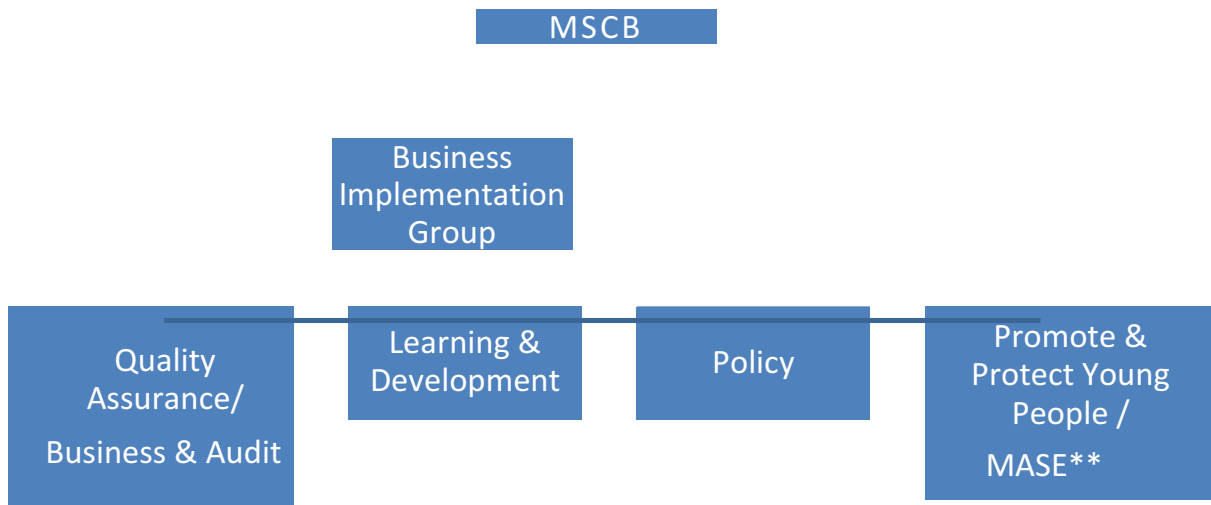 MSCB
Business
Implementation
Group
Quality
Assurance/
Business & Audit
Learning &
Development
Policy
Promote &
Protect Young
People /
MASE**